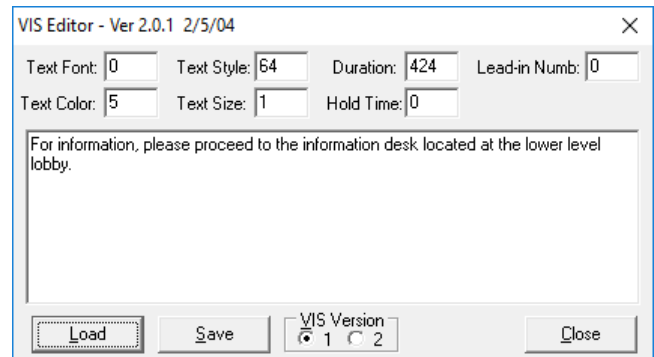 VIS Editor - Ver 2.0.1 2/5/04
Text Font: 0 Text Style: 64 Duration: 424 Lead-in Numb: 0
Text Color: 5 Text Size: 1 Hold Time: 0
For information, please proceed to the information desk located at the lower level
lobby.
VIS Version
Load Save 1 2 Close